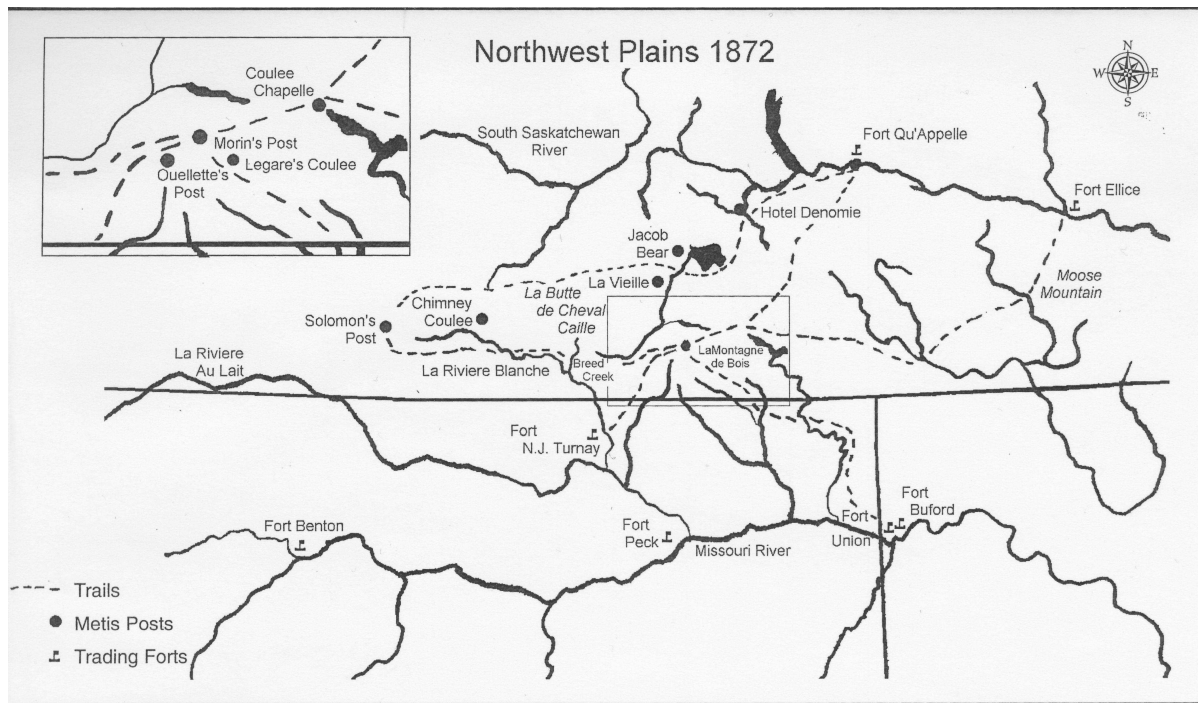 Northwest Plains 1872
N
W
E
S
Coulee
Chapelle
Morin's Post
Legare's Coulee
Ouellette's
Post
South Saskatchewan
River
Fort Qu'Appelle
Fort Ellice
Hotel Denomie
Jacob
Bear
La Vieille
Moose
Mountain
La Butte
de Cheval
Caille
Chimney
Coulee
Solomon's
Post
La Riviere
Au Lait
La Riviere Blanche
Breed
Creek
LaMontagne
de Bois
Fort
N.J. Turnay
Fort Benton
Fort
Peck
Missouri River
Fort
Union
Fort
Buford
Trails
Metis Posts
Trading Forts